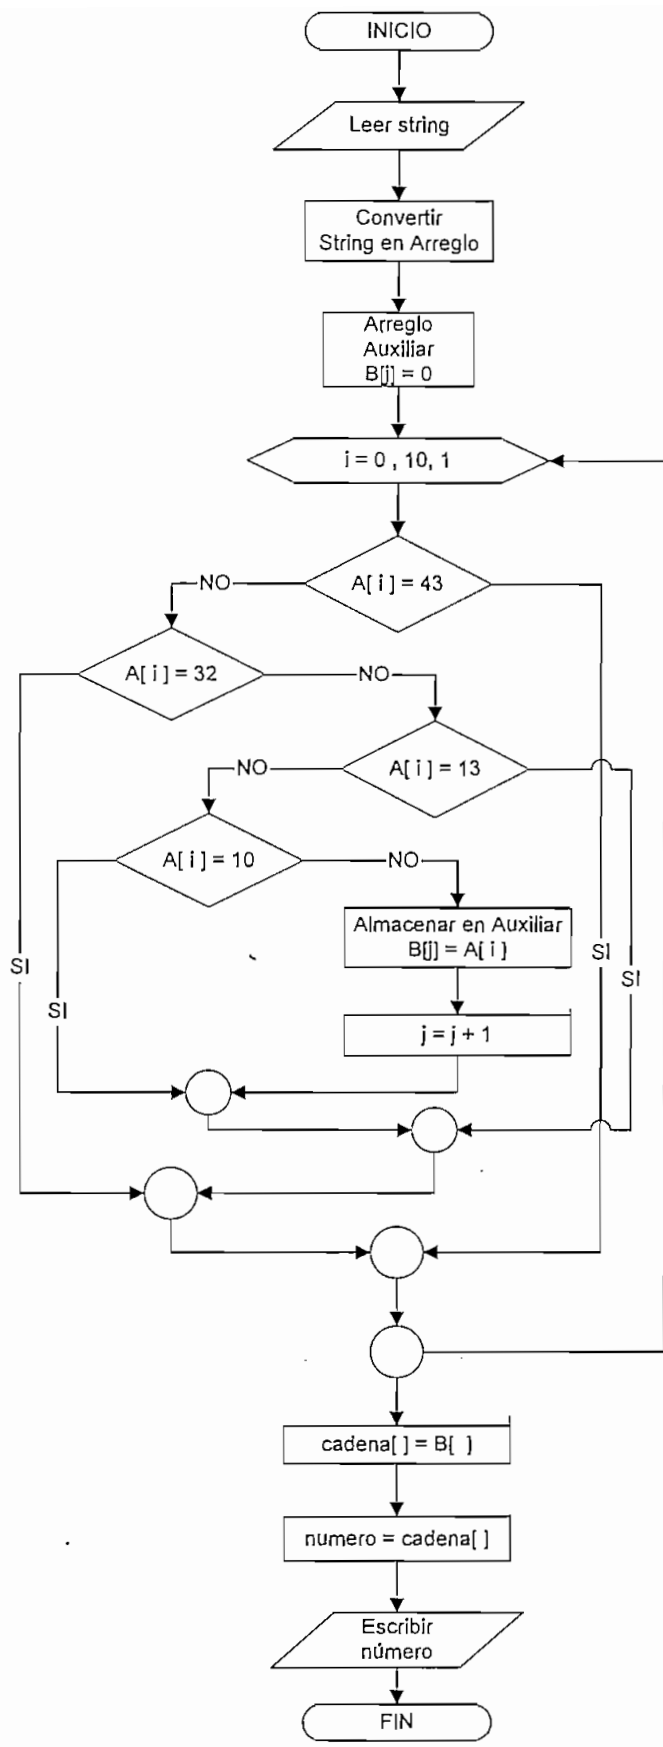 INICIO
Leer string
Convertir
String en Arreglo
Arreglo
Auxiliar
B[j] = 0
i = 0 , 10, 1
A[ i ] = 43
NO
A[ i ] = 32
NO
A[ i ] = 13
NO
A[ i ] = 10
NO
Almacenar en Auxiliar
B[j] = A[ i ]
SI
SI
SI
SI
j = j + 1
cadena[ ] = B[ ]
numero = cadena[ ]
Escribir
número
FIN